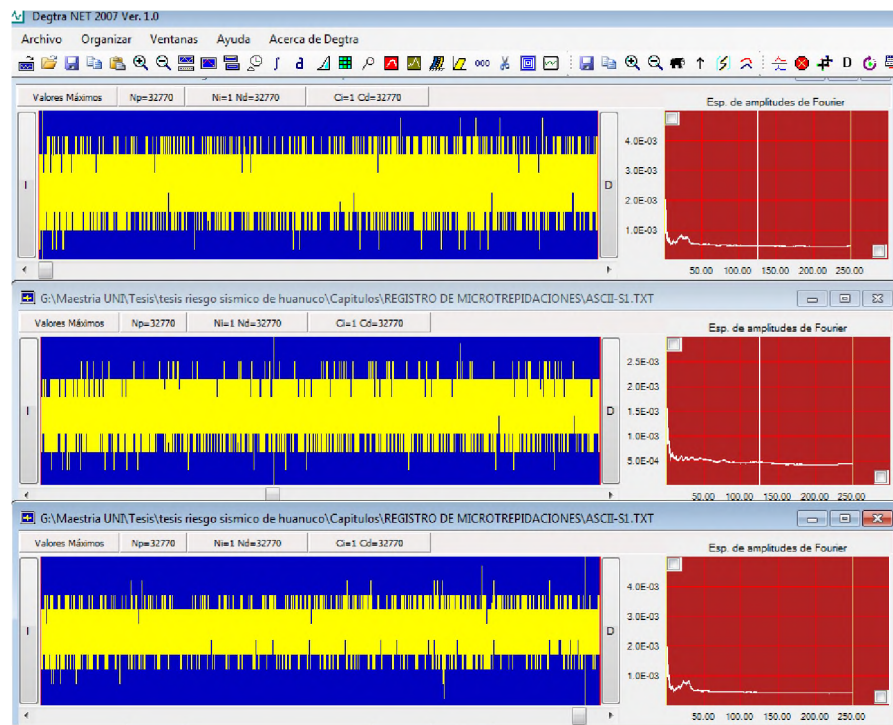 Degtra NET 2007 Ver. 1.0
Archivo Organizar Ventanas Ayuda Acerca de Degtra
Valores Máximos Np=32770 Ni=1 Nd=32770 Ci=1 Cd=32770
Esp. de amplitudes de Fourier
I
D
4.0E-03
3.0E-03
2.0E-03
1.0E-03
50.00 100.00 150.00 200.00 250.00
G:\Maestria UNI\Tesis\tesis riesgo sismico de huanuco\Capitulos\REGISTRO DE MICROTREPIDACIONES\ASCII-S1.TXT
Valores Máximos Np=32770 Ni=1 Nd=32770 Ci=1 Cd=32770
Esp. de amplitudes de Fourier
I
D
2.5E-03
2.0E-03
1.5E-03
1.0E-03
5.0E-04
50.00 100.00 150.00 200.00 250.00
G:\Maestria UNI\Tesis\tesis riesgo sismico de huanuco\Capitulos\REGISTRO DE MICROTREPIDACIONES\ASCII-S1.TXT
Valores Máximos Np=32770 Ni=1 Nd=32770 Ci=1 Cd=32770
Esp. de amplitudes de Fourier
I
D
4.0E-03
3.0E-03
2.0E-03
1.0E-03
50.00 100.00 150.00 200.00 250.00